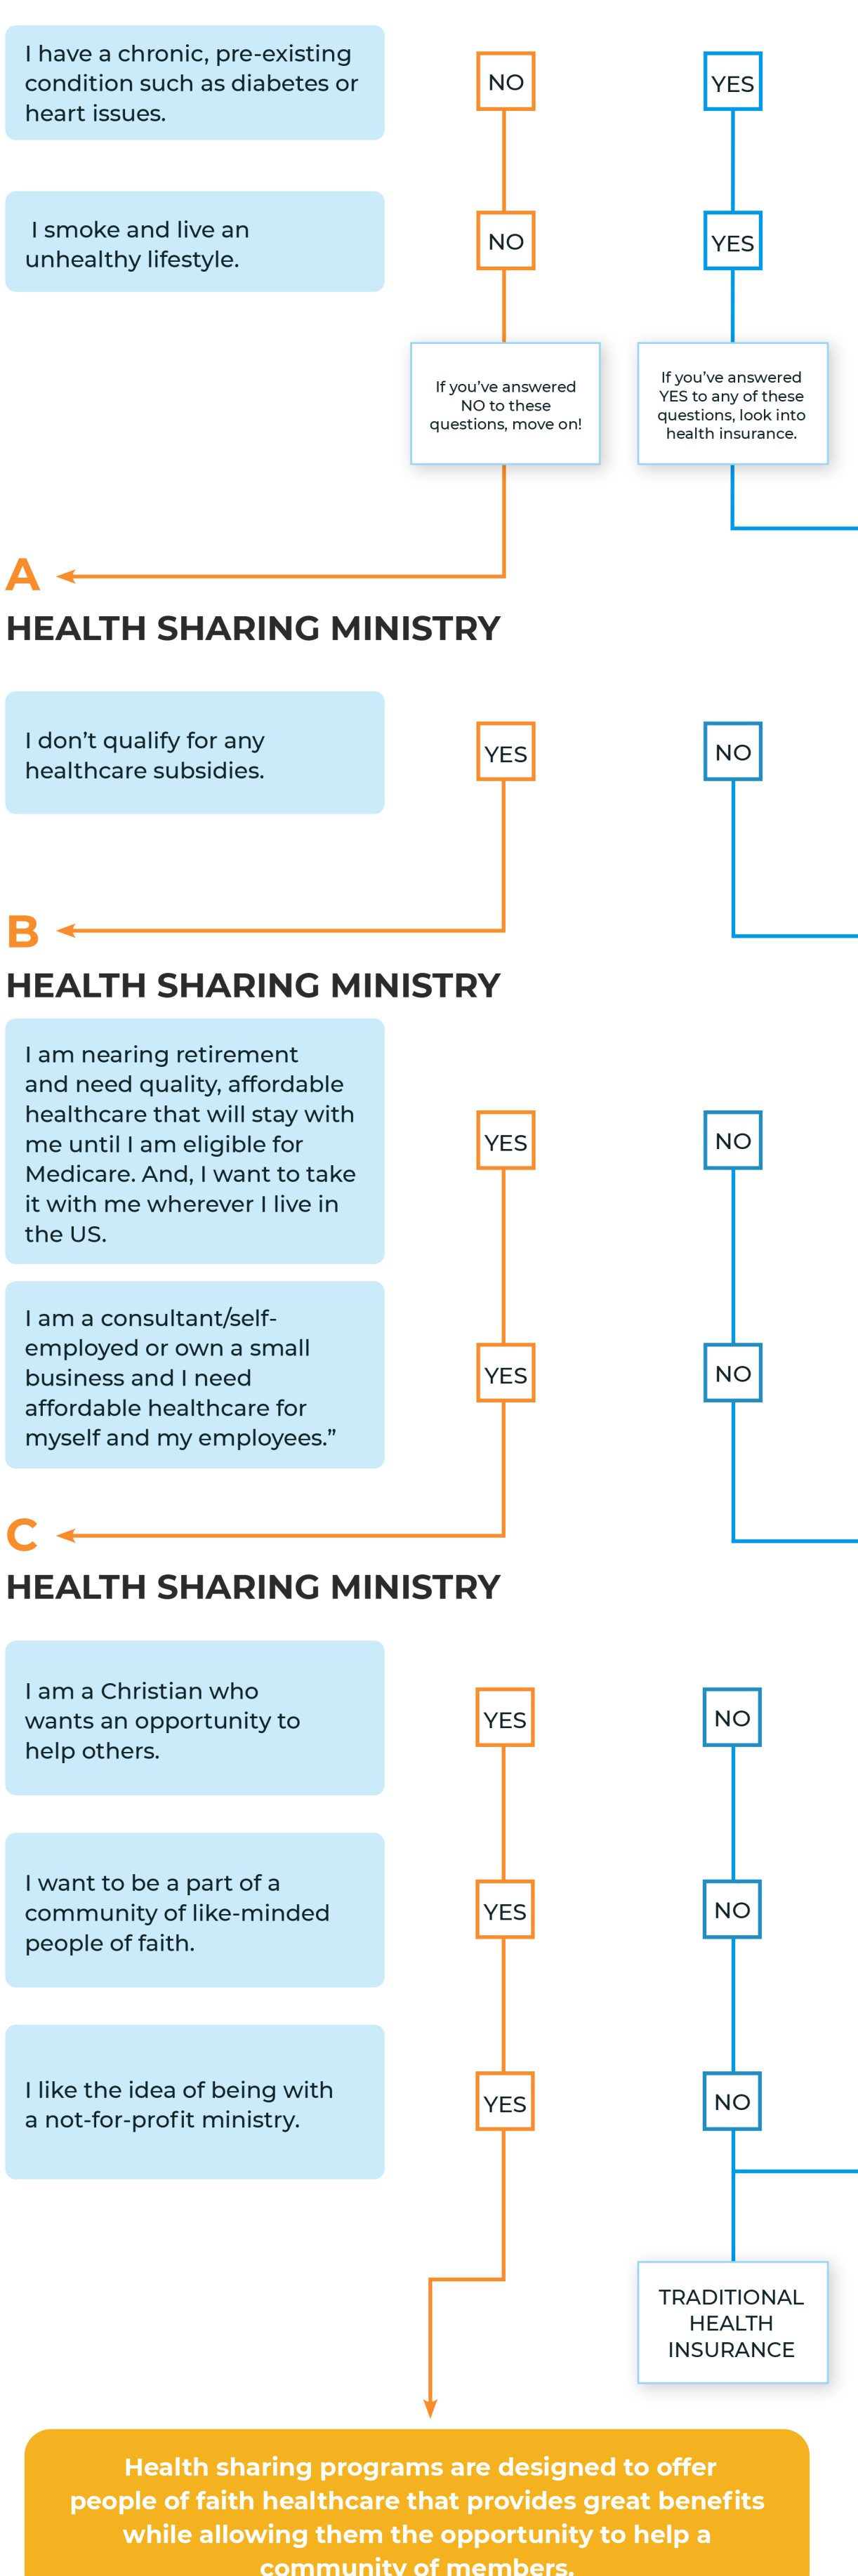 I have a chronic, pre-existing
condition such as diabetes or
heart issues.
NO
YES
I smoke and live an
unhealthy lifestyle.
NO
YES
If you’ve answered
NO to these
questions, move on!
If you’ve answered
YES to any of these
questions, look into
health insurance.
A
HEALTH SHARING MINISTRY
I don’t qualify for any
healthcare subsidies.
YES
NO
B
HEALTH SHARING MINISTRY
I am nearing retirement
and need quality, affordable
healthcare that will stay with
me until I am eligible for
Medicare. And, I want to take
it with me wherever I live in
the US.
YES
NO
I am a consultant/self-
employed or own a small
business and I need
affordable healthcare for
myself and my employees.”
YES
NO
C
HEALTH SHARING MINISTRY
I am a Christian who
wants an opportunity to
help others.
YES
NO
I want to be a part of a
community of like-minded
people of faith.
YES
NO
I like the idea of being with
a not-for-profit ministry.
YES
NO
TRADITIONAL
HEALTH
INSURANCE
Health sharing programs are designed to offer
people of faith healthcare that provides great benefits
while allowing them the opportunity to help a
community of members.